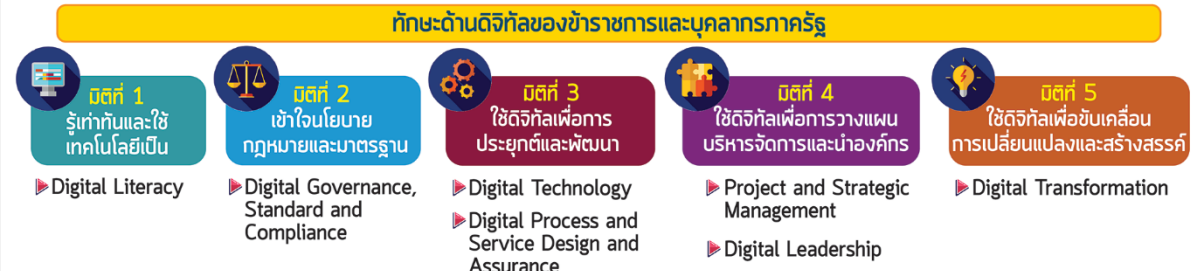 ทักษะด้านดิจิทัลของข้าราชการและบุคลากรภาครัฐ
มิติที่ 1
รู้เท่าทันและใช้
เทคโนโลยีเป็น
Digital Literacy
มิติที่ 2
เข้าใจนโยบาย
กฎหมายและมาตรฐาน
Digital Governance,
Standard and
Compliance
มิติที่ 3
ใช้ดิจิทัลเพื่อการ
ประยุกต์และพัฒนา
Digital Technology
Digital Process and
Service Design and
Assurance
มิติที่ 4
ใช้ดิจิทัลเพื่อการวางแผน
บริหารจัดการและนำองค์กร
Project and Strategic
Management
Digital Leadership
มิติที่ 5
ใช้ดิจิทัลเพื่อขับเคลื่อน
การเปลี่ยนแปลงและสร้างสรรค์
Digital Transformation